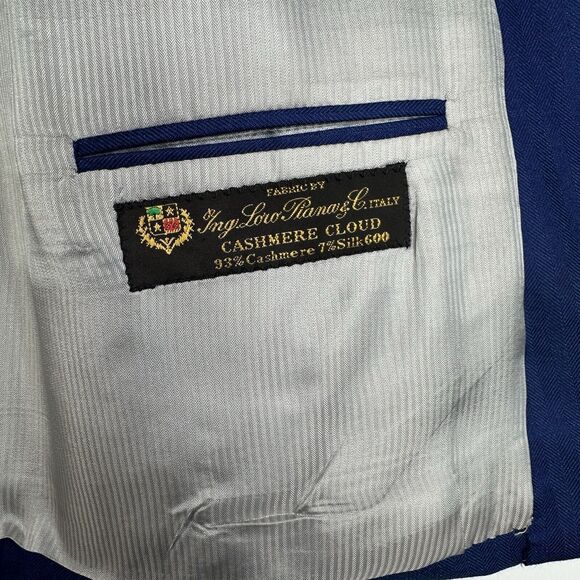 FABRIC BY
Ing. Loro Piana & C. ITALY
CASHMERE CLOUD
93% Cashmere 7% Silk 600